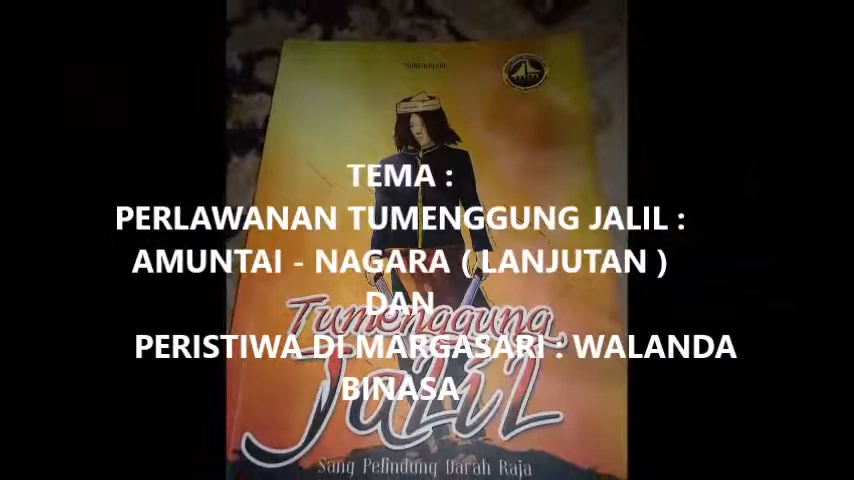 TEMA :
PERLAWANAN TUMENGGUNG JALIL :
AMUNTAI - NAGARA ( LANJUTAN )
DAN
PERISTIWA DI MARGASARI : WALANDA
BINASA
Tumenggung
Jalil
Sang Pelindung Darah Raja